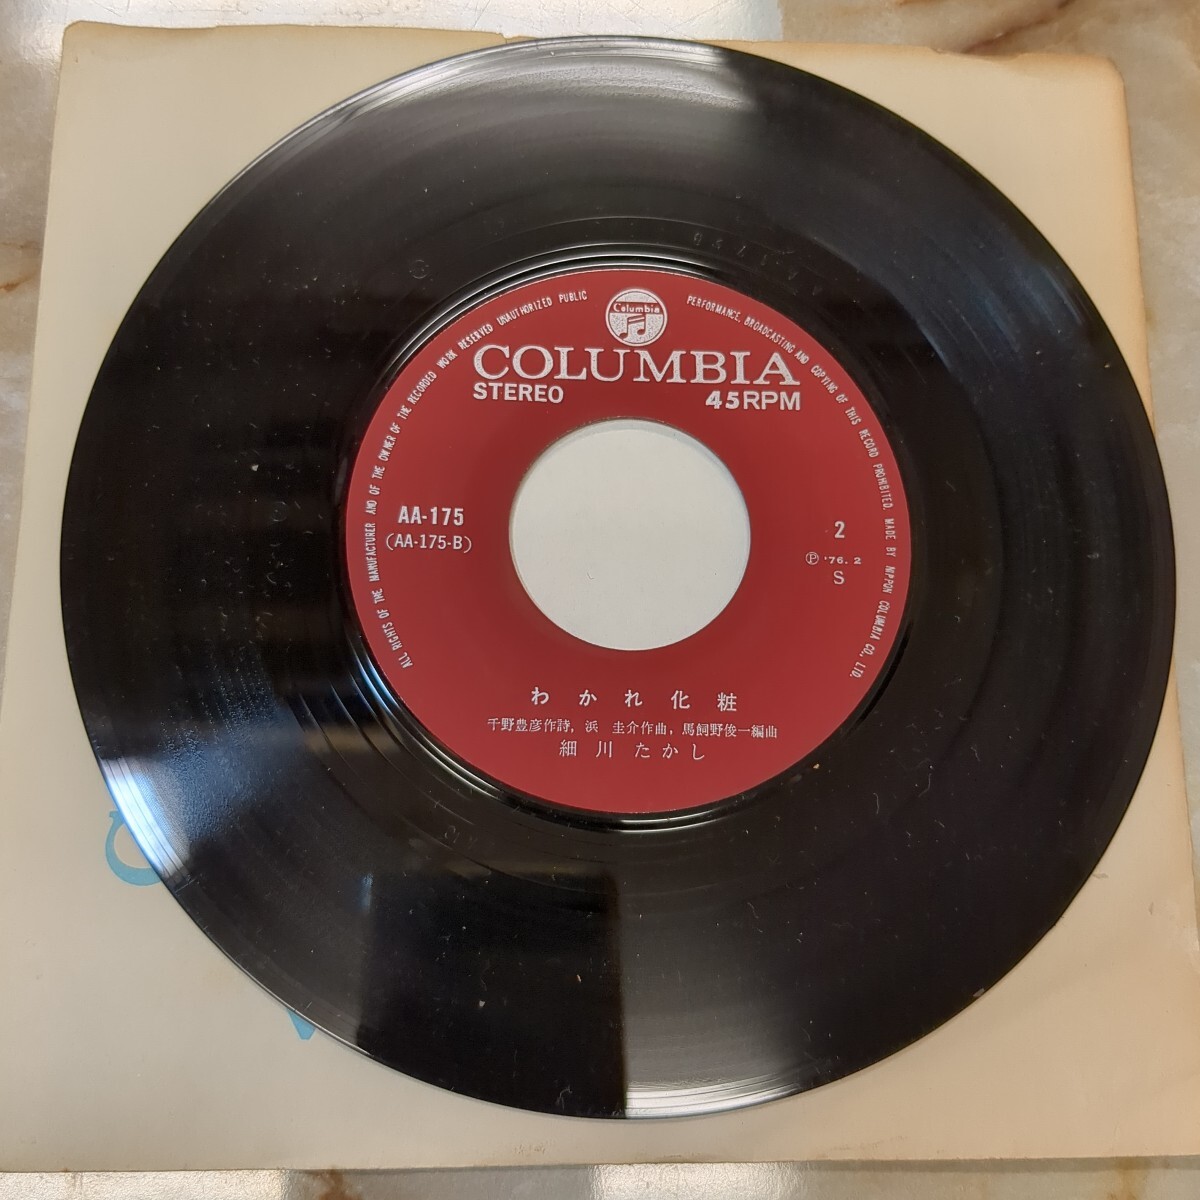 Columbia
COLUMBIA
STEREO 45RPM
ALL RIGHTS OF THE MANUFACTURER AND OF THE OWNER OF THE RECORDED WORK RESERVED UNAUTHORIZED PUBLIC PERFORMANCE, BROADCASTING AND COPYING OF THIS RECORD PROHIBITED. MADE BY NIPPON COLUMBIA CO., LTD.
AA-175
(AA-175-B)
2
Ⓟ '76. 2
S
わかれ化粧
千野豊彦作詩, 浜 圭介作曲, 馬飼野俊一編曲
細川たかし